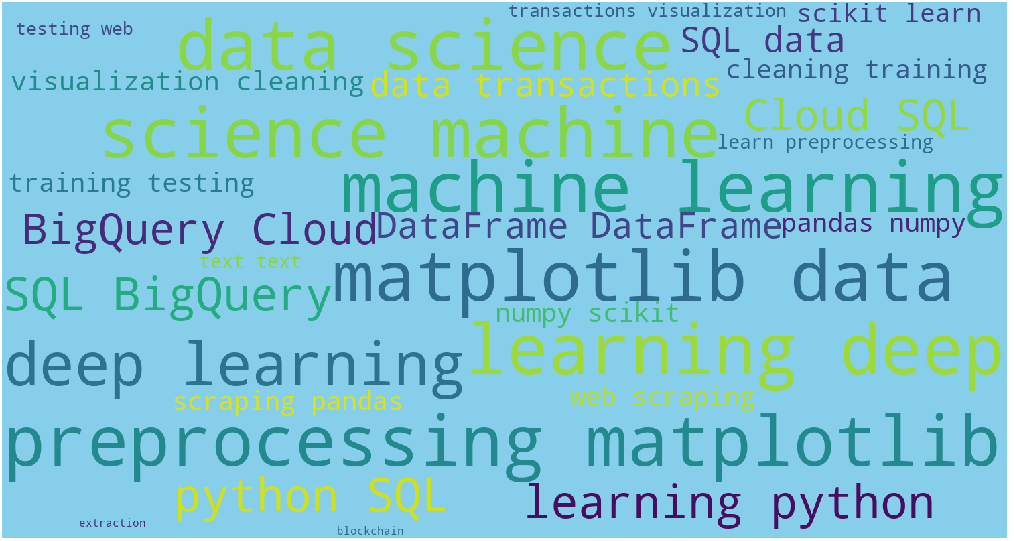 transactions visualization
scikit learn
testing web
data science
SQL data
visualization cleaning
data transactions
cleaning training
science machine
Cloud SQL
learn preprocessing
training testing
machine learning
BigQuery Cloud
DataFrame DataFrame
pandas numpy
text text
SQL BigQuery
matplotlib data
numpy scikit
deep learning
learning deep
scraping pandas
web scraping
preprocessing matplotlib
python SQL
learning python
extraction
blockchain